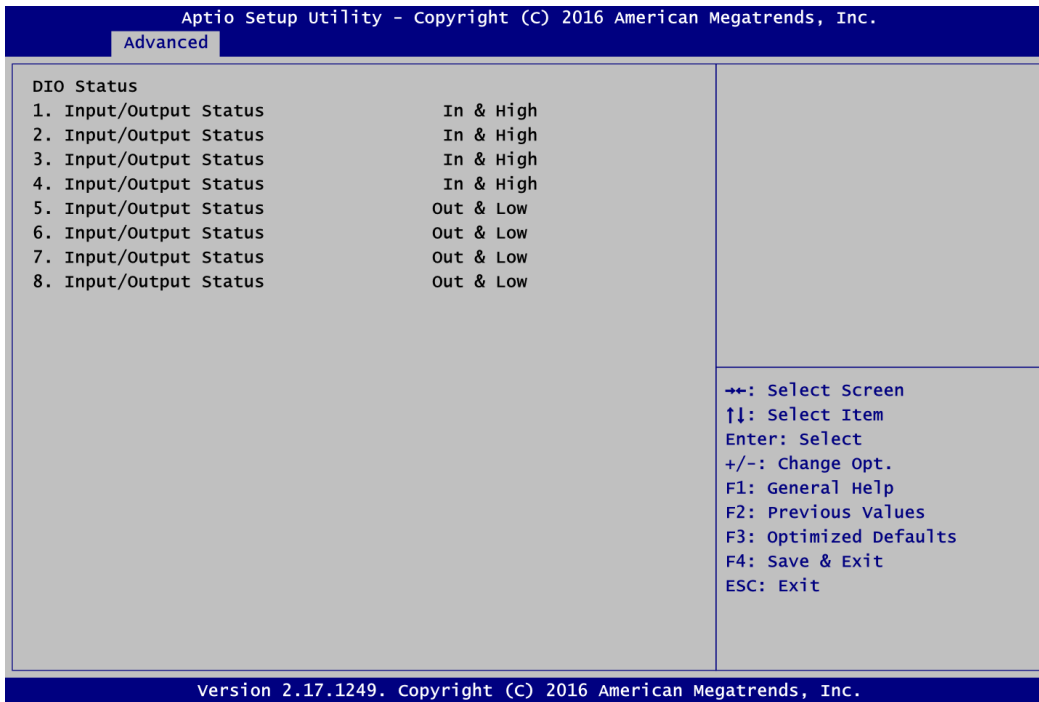 Aptio Setup Utility - Copyright (C) 2016 American Megatrends, Inc.
Advanced
DIO Status
1. Input/Output Status In & High
2. Input/Output Status In & High
3. Input/Output Status In & High
4. Input/Output Status In & High
5. Input/Output Status Out & Low
6. Input/Output Status Out & Low
7. Input/Output Status Out & Low
8. Input/Output Status Out & Low
→←: Select Screen
↑↓: Select Item
Enter: Select
+/-: Change Opt.
F1: General Help
F2: Previous Values
F3: Optimized Defaults
F4: Save & Exit
ESC: Exit
Version 2.17.1249. Copyright (C) 2016 American Megatrends, Inc.